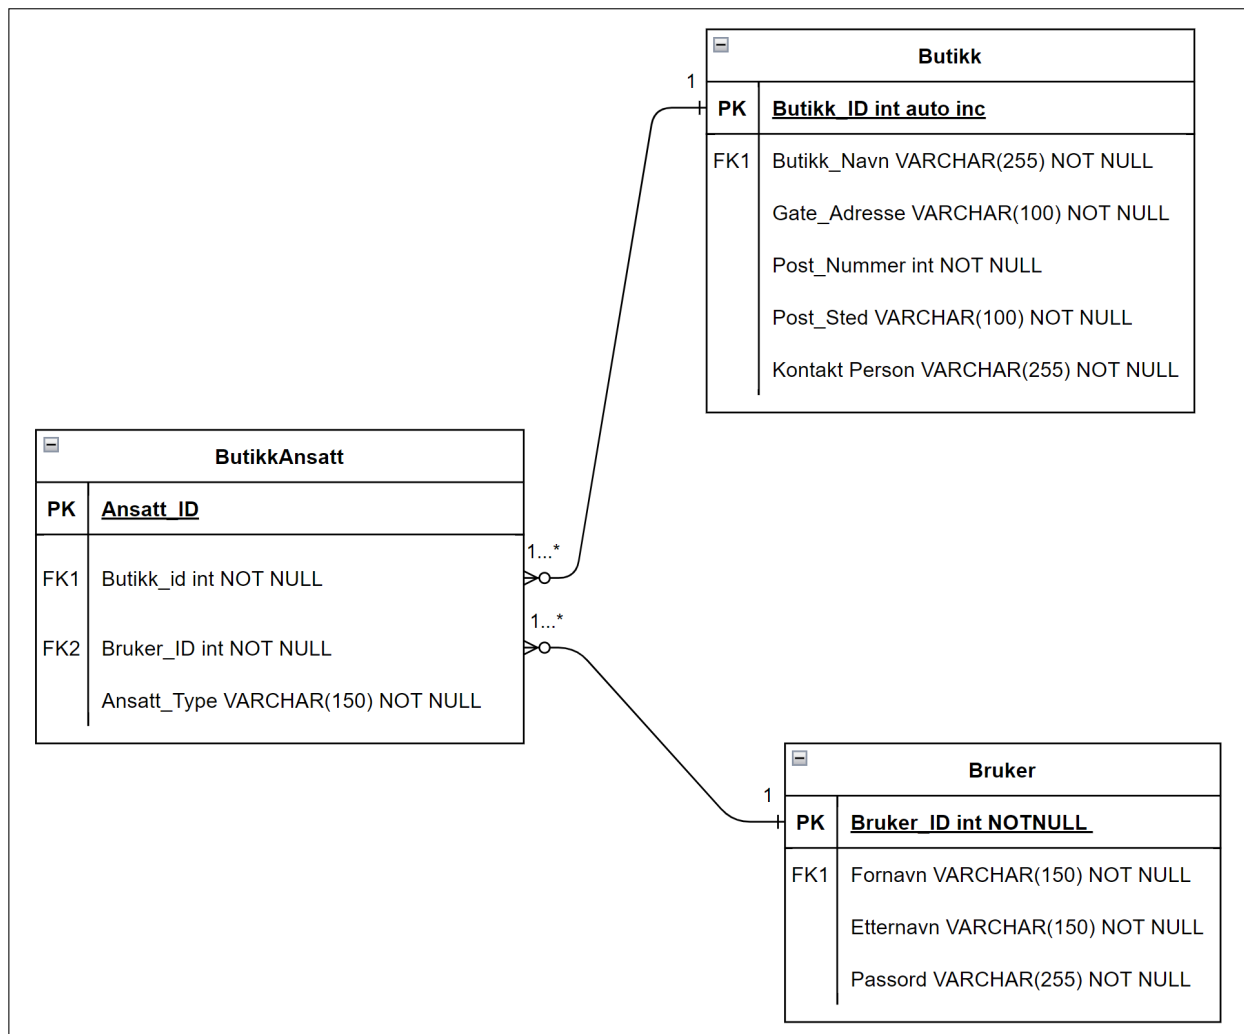 Butikk
1
PK Butikk_ID int auto inc
FK1 Butikk_Navn VARCHAR(255) NOT NULL
Gate_Adresse VARCHAR(100) NOT NULL
Post_Nummer int NOT NULL
Post_Sted VARCHAR(100) NOT NULL
Kontakt Person VARCHAR(255) NOT NULL
ButikkAnsatt
PK Ansatt_ID
1...*
FK1 Butikk_id int NOT NULL
1...*
FK2 Bruker_ID int NOT NULL
Ansatt_Type VARCHAR(150) NOT NULL
Bruker
1
PK Bruker_ID int NOTNULL
FK1 Fornavn VARCHAR(150) NOT NULL
Etternavn VARCHAR(150) NOT NULL
Passord VARCHAR(255) NOT NULL